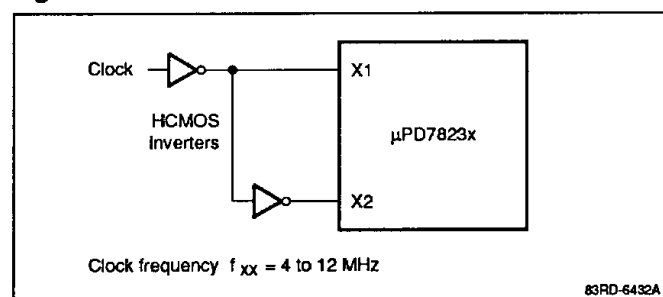 Clock
X1
HCMOS
Inverters
μPD7823x
X2
Clock frequency f xx = 4 to 12 MHz
83RD-6432A